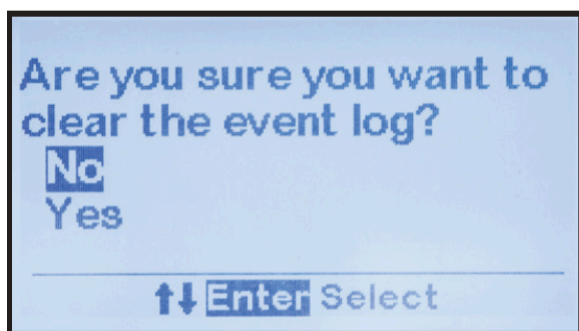 Are you sure you want to
clear the event log?
No
Yes
↑↓ Enter Select